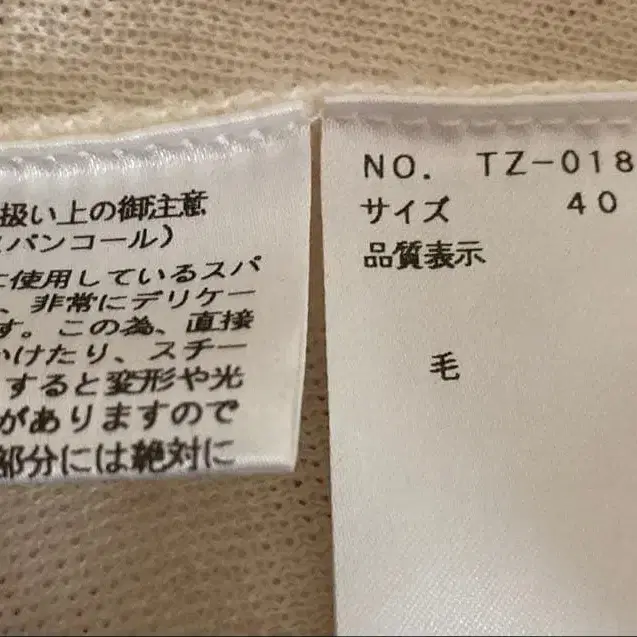 扱い上の御注意
パンコール）
使用しているスパ
、非常にデリケー
す。この為、直接
かけたり、スチー
すると変形や光
がありますので
部分には絶対に
NO. TZ-018
サイズ 40
品質表示
毛